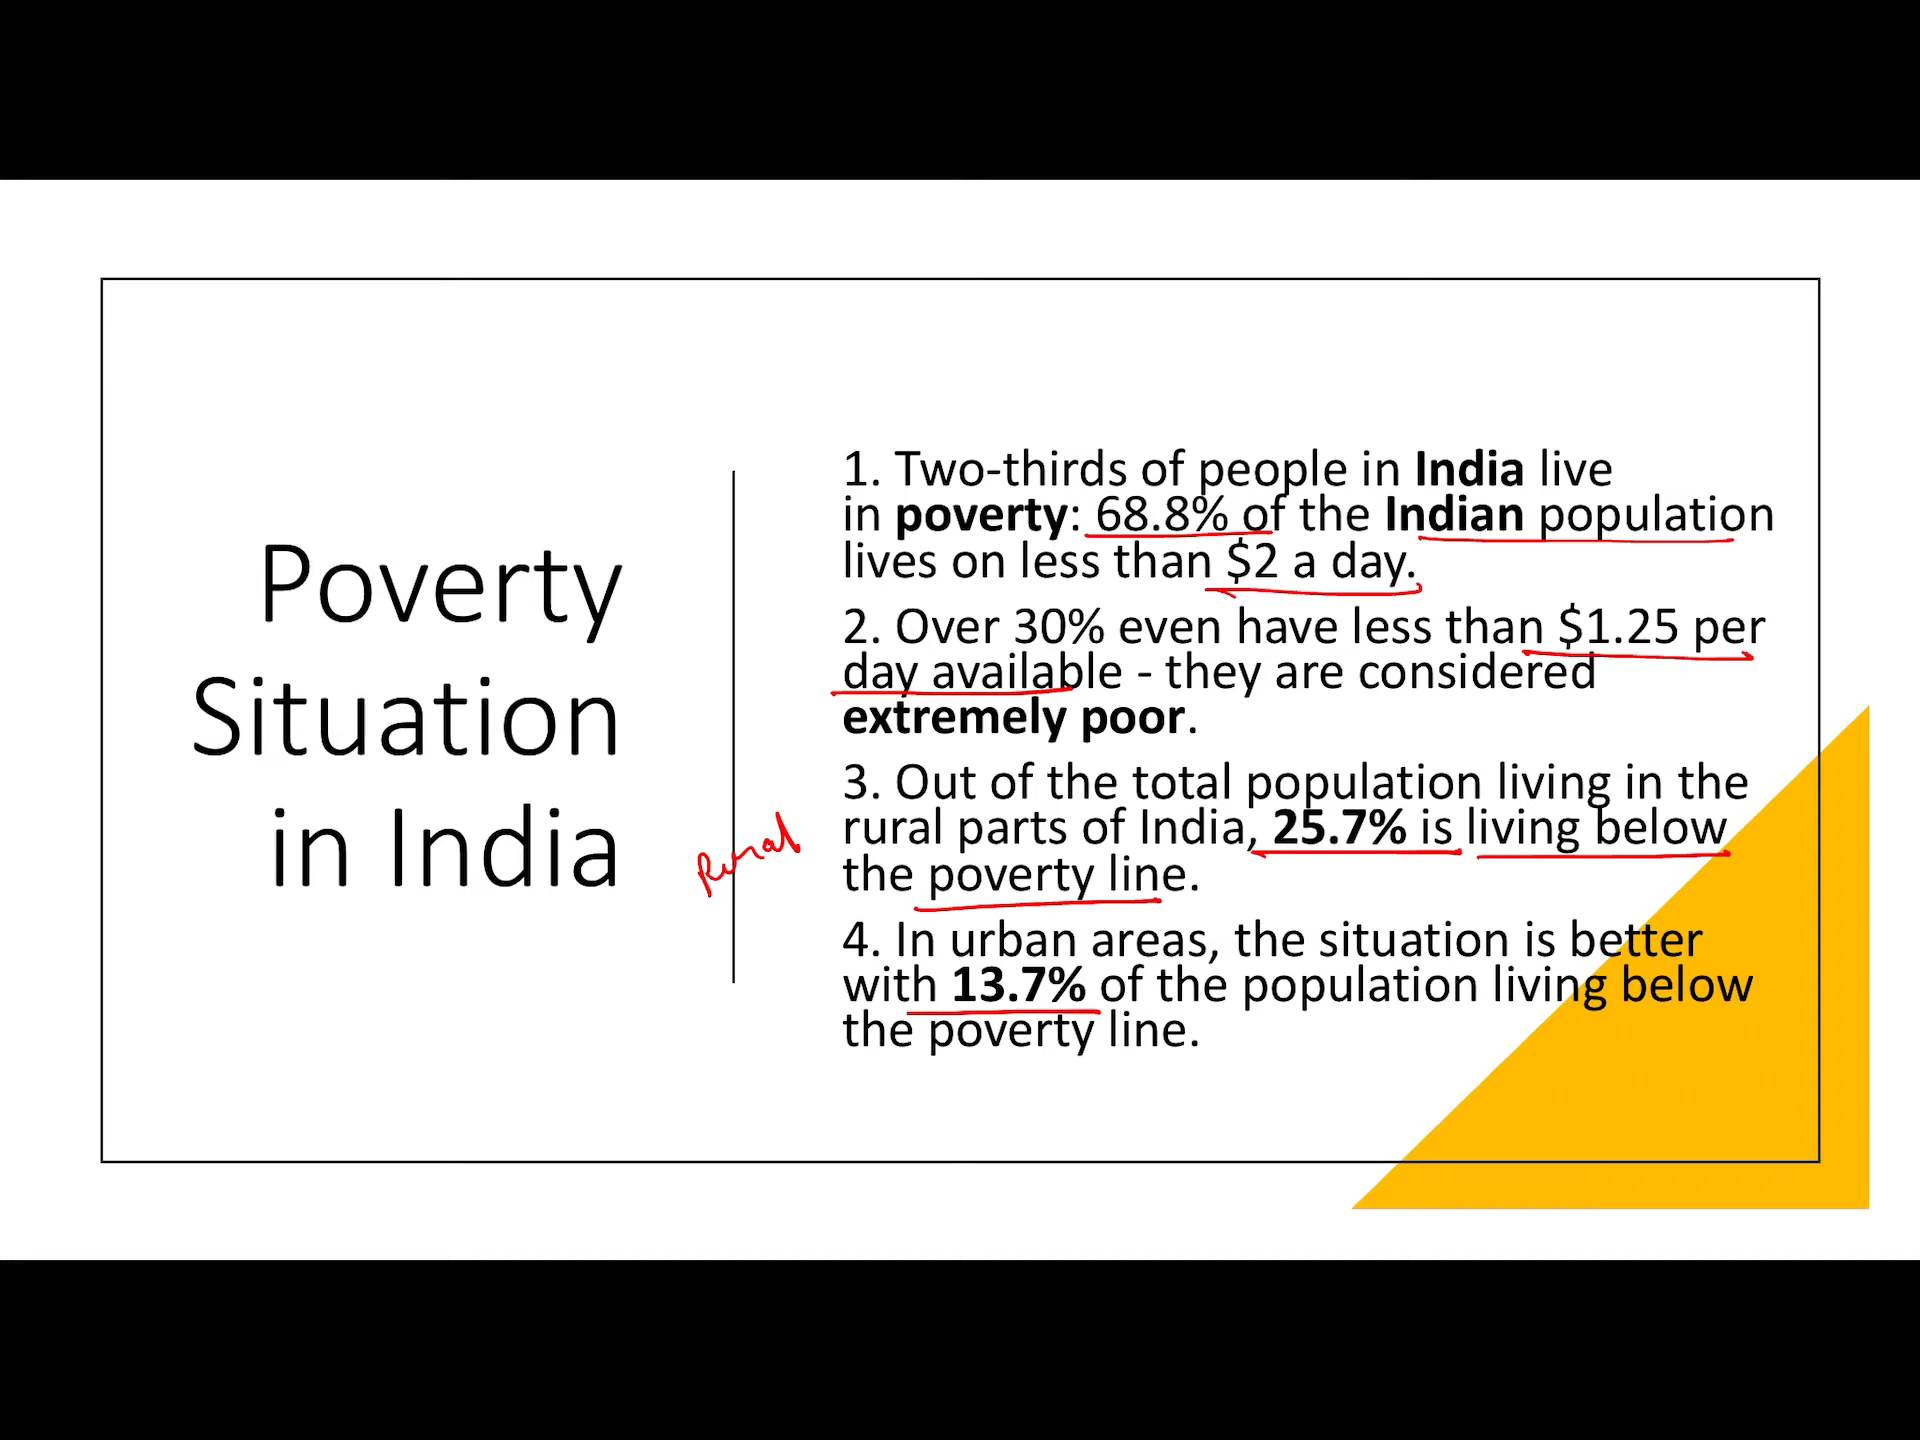 Poverty
Situation
in India
1. Two-thirds of people in India live
in poverty: 68.8% of the Indian population
lives on less than $2 a day.
2. Over 30% even have less than $1.25 per
day available - they are considered
extremely poor.
Rural
3. Out of the total population living in the
rural parts of India, 25.7% is living below
the poverty line.
4. In urban areas, the situation is better
with 13.7% of the population living below
the poverty line.